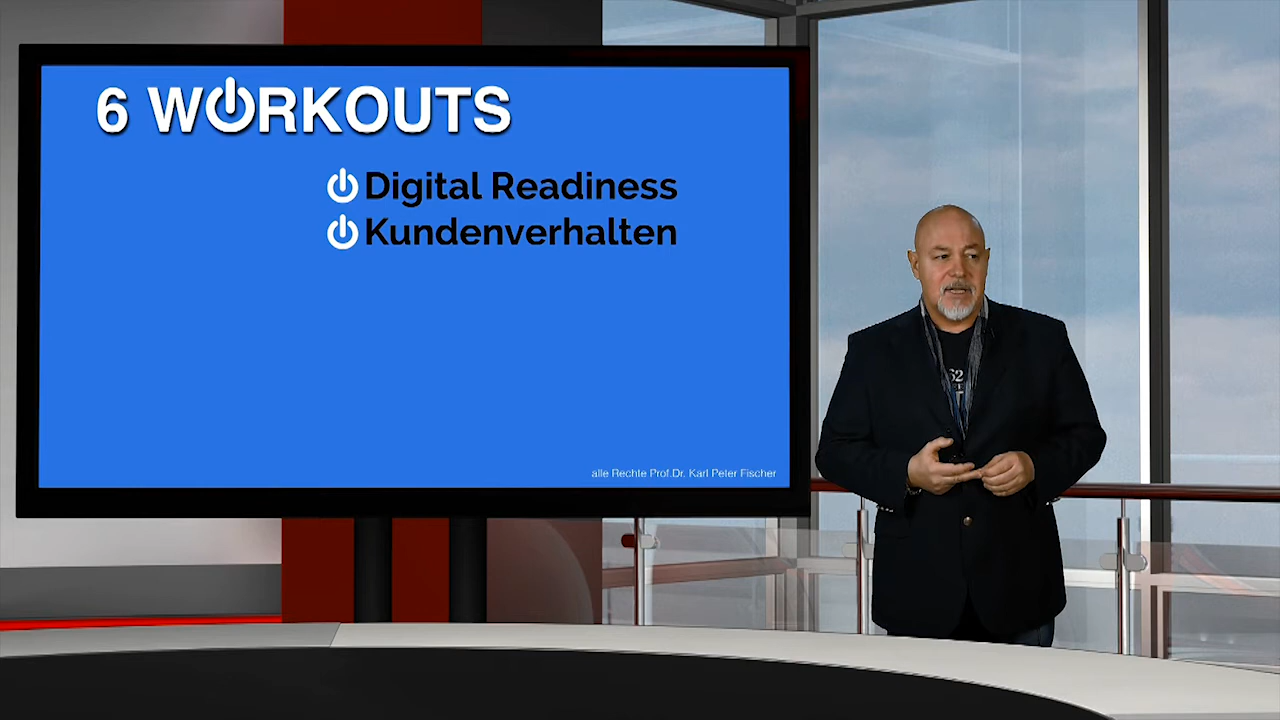 6 WORKOUTS
Digital Readiness
Kundenverhalten
alle Rechte Prof.Dr. Karl Peter Fischer